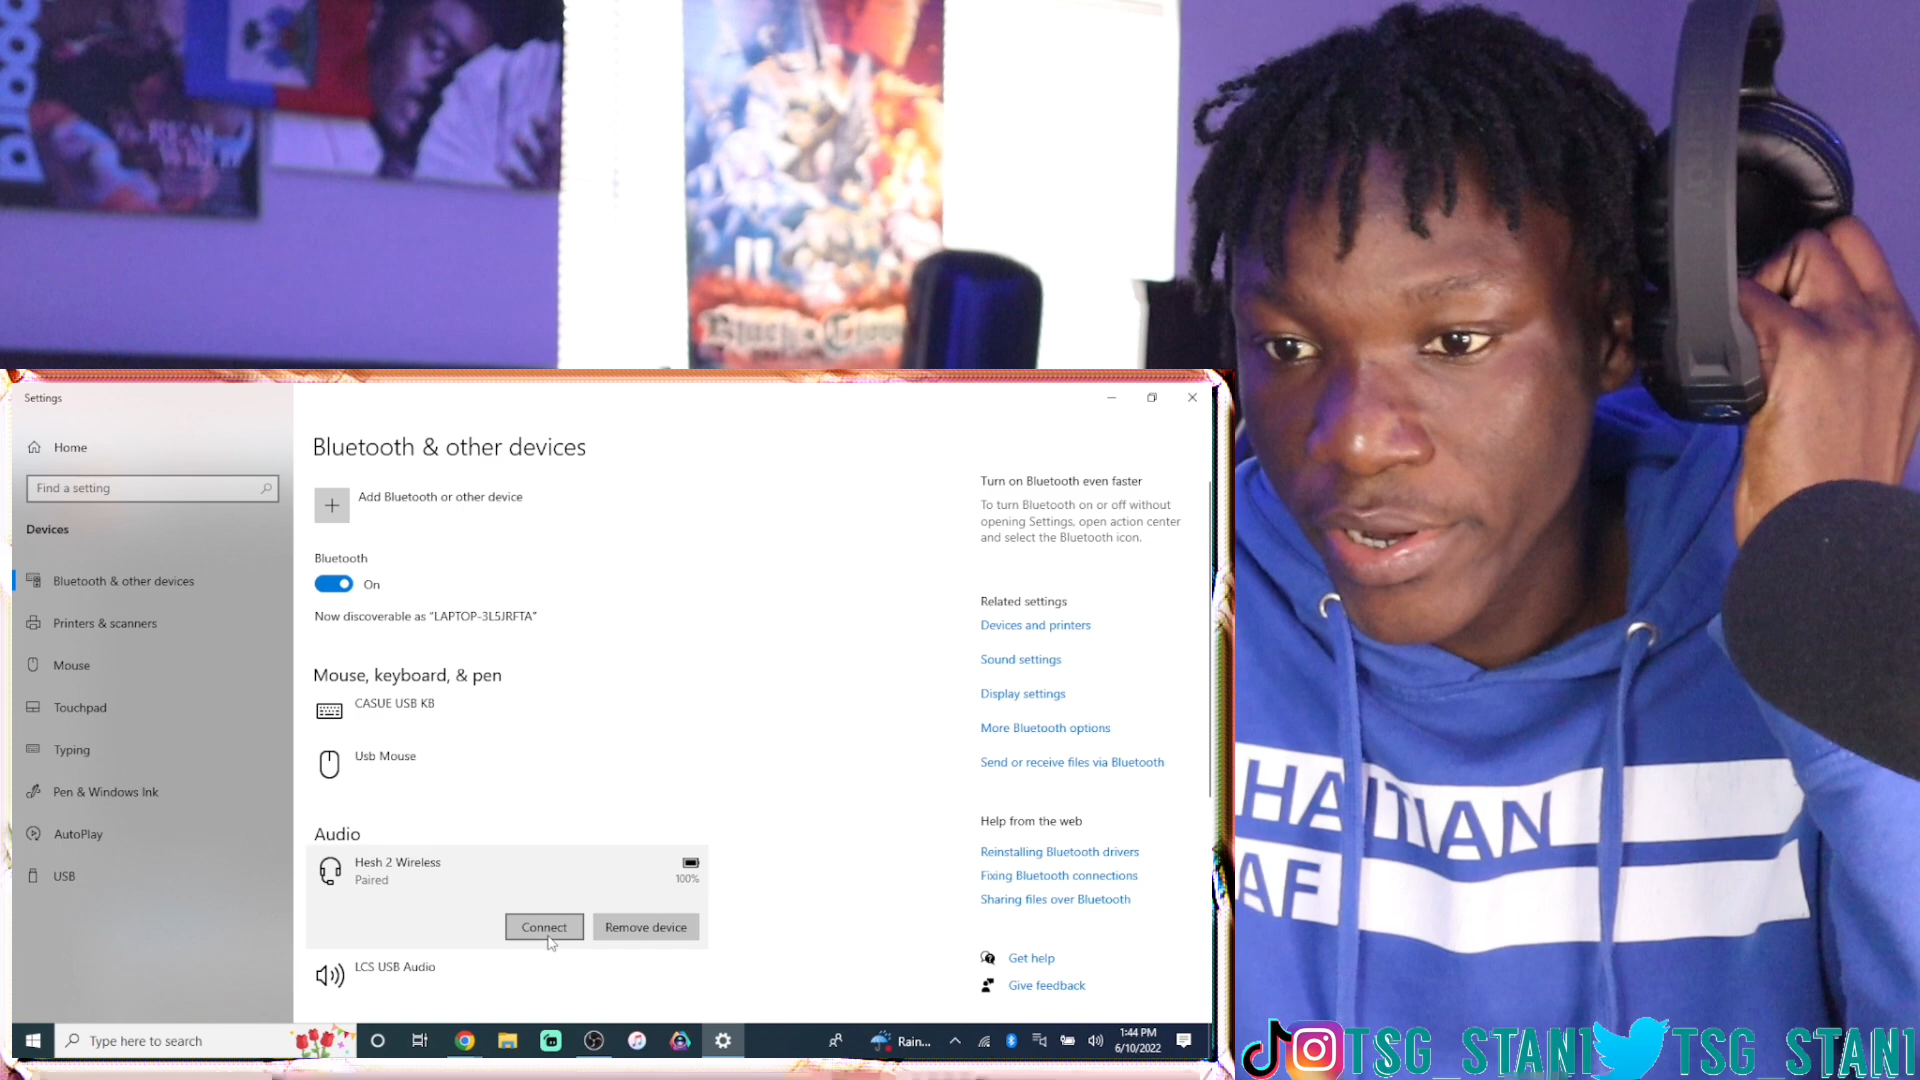 Black Clover
Settings
Home
Find a setting
Devices
Bluetooth & other devices
Printers & scanners
Mouse
Touchpad
Typing
Pen & Windows Ink
AutoPlay
USB
Bluetooth & other devices
Add Bluetooth or other device
Bluetooth
On
Now discoverable as “LAPTOP-3L5JRFTA”
Mouse, keyboard, & pen
CASUE USB KB
Usb Mouse
Audio
Hesh 2 Wireless
Paired
100%
Connect
Remove device
LCS USB Audio
Turn on Bluetooth even faster
To turn Bluetooth on or off without
opening Settings, open action center
and select the Bluetooth icon.
Related settings
Devices and printers
Sound settings
Display settings
More Bluetooth options
Send or receive files via Bluetooth
Help from the web
Reinstalling Bluetooth drivers
Fixing Bluetooth connections
Sharing files over Bluetooth
Get help
Give feedback
Type here to search
Rain...
1:44 PM
6/10/2022
HAITIAN
AF
TSG_STAN1
TSG_STAN1